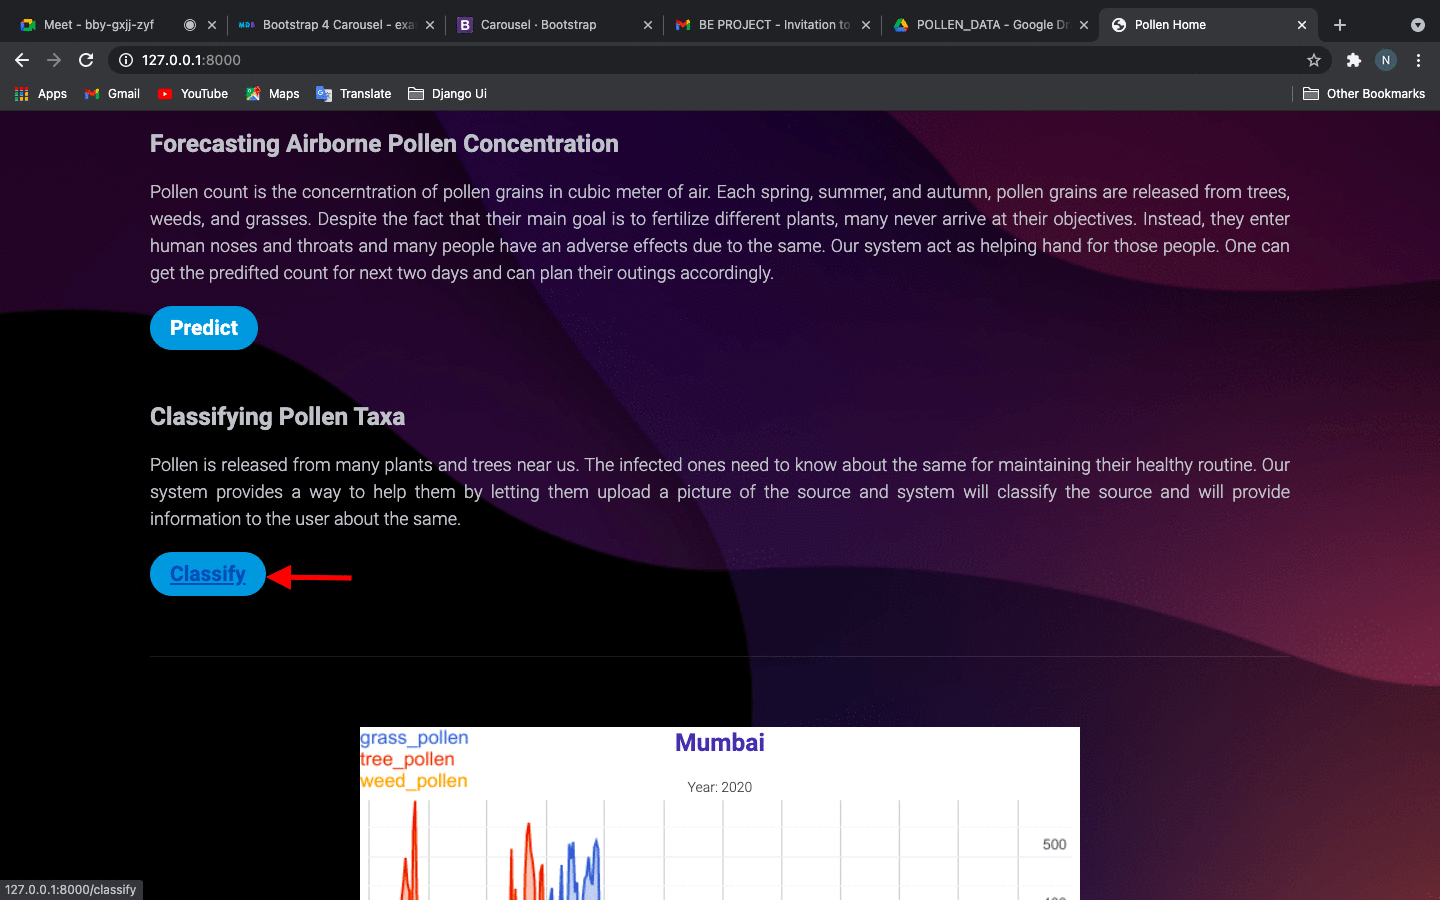 Meet - bby-gxjj-zyf
Bootstrap 4 Carousel - exa
B Carousel · Bootstrap
BE PROJECT - Invitation to
POLLEN_DATA - Google Dr
Pollen Home
127.0.0.1:8000
N
Apps
Gmail
YouTube
Maps
Translate
Django Ui
Other Bookmarks
Forecasting Airborne Pollen Concentration
Pollen count is the concerntration of pollen grains in cubic meter of air. Each spring, summer, and autumn, pollen grains are released from trees,
weeds, and grasses. Despite the fact that their main goal is to fertilize different plants, many never arrive at their objectives. Instead, they enter
human noses and throats and many people have an adverse effects due to the same. Our system act as helping hand for those people. One can
get the predifted count for next two days and can plan their outings accordingly.
Predict
Classifying Pollen Taxa
Pollen is released from many plants and trees near us. The infected ones need to know about the same for maintaining their healthy routine. Our
system provides a way to help them by letting them upload a picture of the source and system will classify the source and will provide
information to the user about the same.
Classify
grass_pollen
tree_pollen
weed_pollen
Mumbai
Year: 2020
500
127.0.0.1:8000/classify